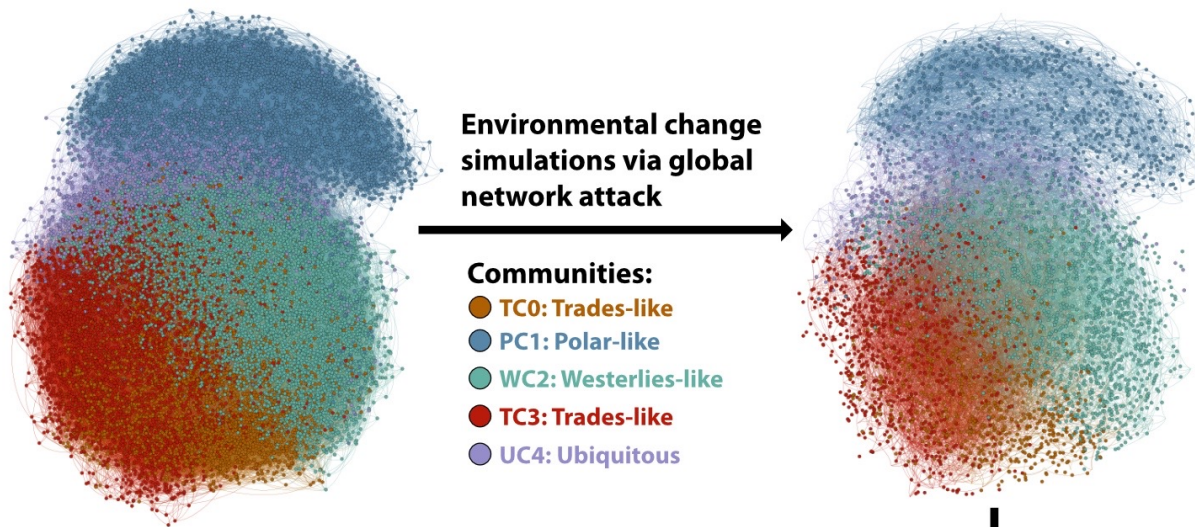 Environmental change
simulations via global
network attack
Communities:
TC0: Trades-like
PC1: Polar-like
WC2: Westerlies-like
TC3: Trades-like
UC4: Ubiquitous